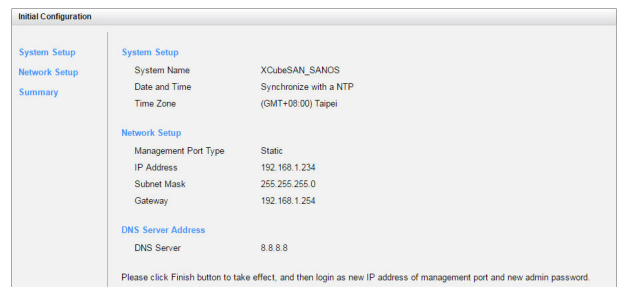 Initial Configuration
System Setup
Network Setup
Summary
System Setup
System Name XCubeSAN_SANOS
Date and Time Synchronize with a NTP
Time Zone (GMT+08:00) Taipei
Network Setup
Management Port Type Static
IP Address 192.168.1.234
Subnet Mask 255.255.255.0
Gateway 192.168.1.254
DNS Server Address
DNS Server 8.8.8.8
Please click Finish button to take effect, and then login as new IP address of management port and new admin password.